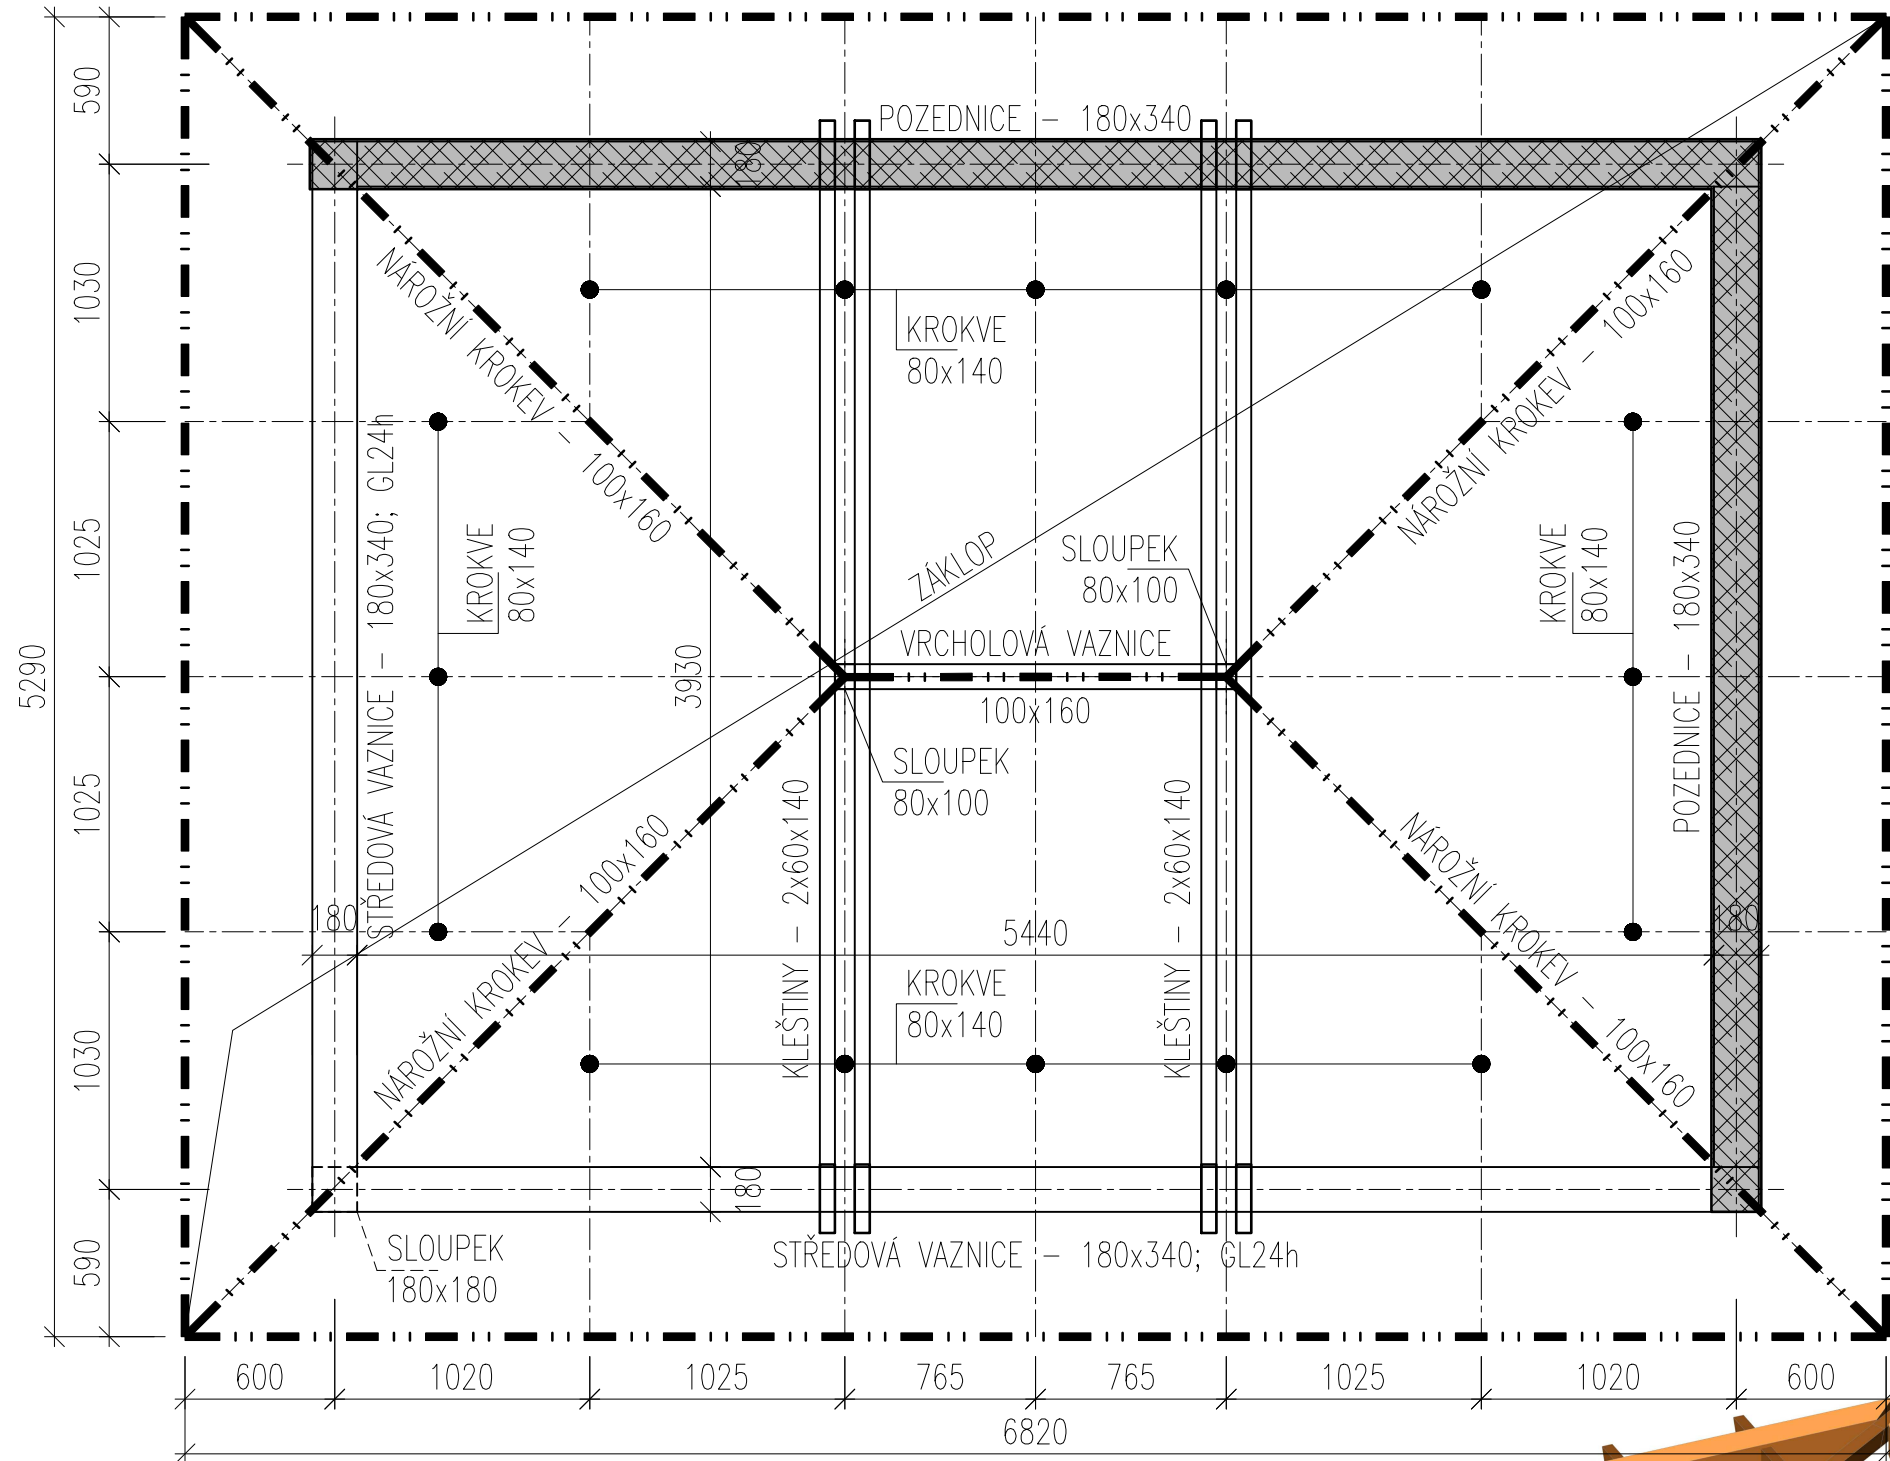 POZEDNICE - 180x340
590
180
NÁROŽNÍ KROKEV - 100x160
NÁROŽNÍ KROKEV - 100x160
1030
KROKVE
80x140
STŘEDOVÁ VAZNICE - 180x340; GL24h
KROKVE
80x140
1025
ZÁKLOP
SLOUPEK
80x100
KROKVE
80x140
POZEDNICE - 180x340
5290
3930
VRCHOLOVÁ VAZNICE
100x160
SLOUPEK
80x100
1025
KLEŠTINY - 2x60x140
KLEŠTINY - 2x60x140
NÁROŽNÍ KROKEV - 100x160
NÁROŽNÍ KROKEV - 100x160
180
5440
180
KROKVE
80x140
1030
180
SLOUPEK
180x180
STŘEDOVÁ VAZNICE - 180x340; GL24h
590
600 1020 1025 765 765 1025 1020 600
6820